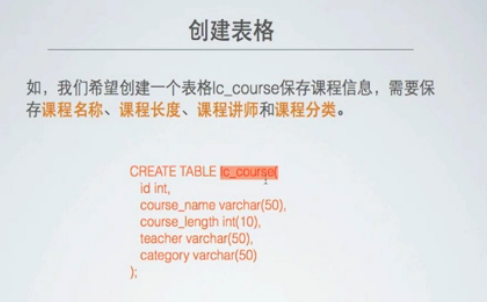 创建表格
如，我们希望创建一个表格lc_course保存课程信息，需要保
存课程名称、课程长度、课程讲师和课程分类。
CREATE TABLE lc_course(
id int,
course_name varchar(50),
course_length int(10),
teacher varchar(50),
category varchar(50)
);